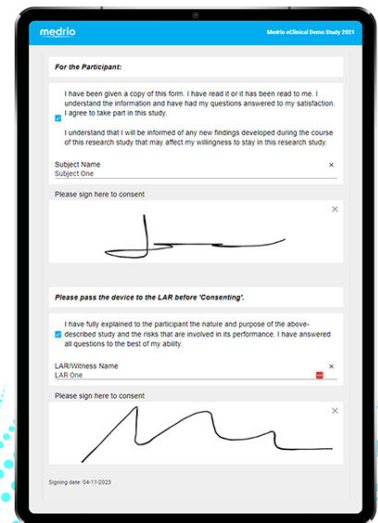 medrio
Medrio eClinical Demo Study 2021
For the Participant:
I have been given a copy of this form. I have read it or it has been read to me. I
understand the information and have had my questions answered to my satisfaction.
I agree to take part in this study.
I understand that I will be informed of any new findings developed during the course
of this research study that may affect my willingness to stay in this research study.
Subject Name
Subject One
Please sign here to consent
Please pass the device to the LAR before 'Consenting'.
I have fully explained to the participant the nature and purpose of the above-
described study and the risks that are involved in its performance. I have answered
all questions to the best of my ability.
LAR/Witness Name
LAR One
Please sign here to consent
Signing date: 04-11-2023